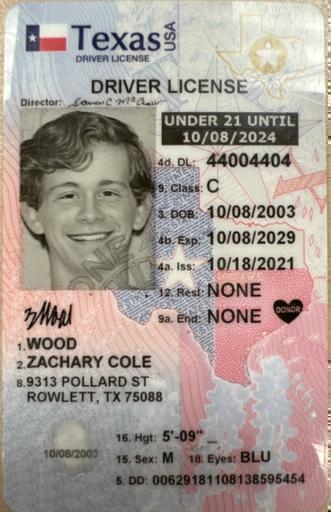 Texas USA
DRIVER LICENSE
DRIVER LICENSE
Director:
UNDER 21 UNTIL
10/08/2024
4d. DL: 44004404
9. Class: C
3. DOB: 10/08/2003
4b. Exp: 10/08/2029
4a. Iss: 10/18/2021
12. Rest: NONE
9a. End: NONE
DONOR
1. WOOD
2. ZACHARY COLE
8. 9313 POLLARD ST
ROWLETT, TX 75088
10/08/2003
16. Hgt: 5'-09"
15. Sex: M 18. Eyes: BLU
5. DD: 00629181108138595454